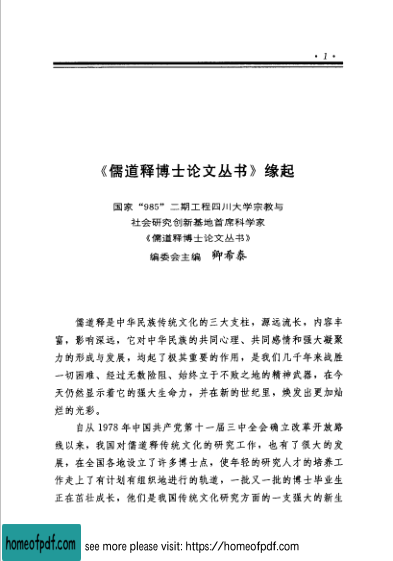 ·1·
《儒道释博士论文丛书》缘起
国家“985”二期工程四川大学宗教与
社会研究创新基地首席科学家
《儒道释博士论文丛书》
编委会主编 卿希泰
儒道释是中华民族传统文化的三大支柱，源远流长，内容丰
富，影响深远，它对中华民族的共同心理、共同感情和强大凝聚
力的形成与发展，均起了极其重要的作用，是我们几千年来战胜
一切困难、经过无数险阻、始终立于不败之地的精神武器，在今
天仍然显示着它的强大生命力，并在新的世纪里，焕发出更加灿
烂的光彩。
自从1978年中国共产党第十一届三中全会确立改革开放路
线以来，我国对儒道释传统文化的研究工作，也有了很大的发
展，在全国各地设立了许多博士点，使年轻的研究人才的培养工
作走上了有计划有组织地进行的轨道，一批又一批的博士毕业生
正在茁壮成长，他们是我国传统文化研究方面的一支强大的新生
homeofpdf.com
see more please visit: https://homeofpdf.com